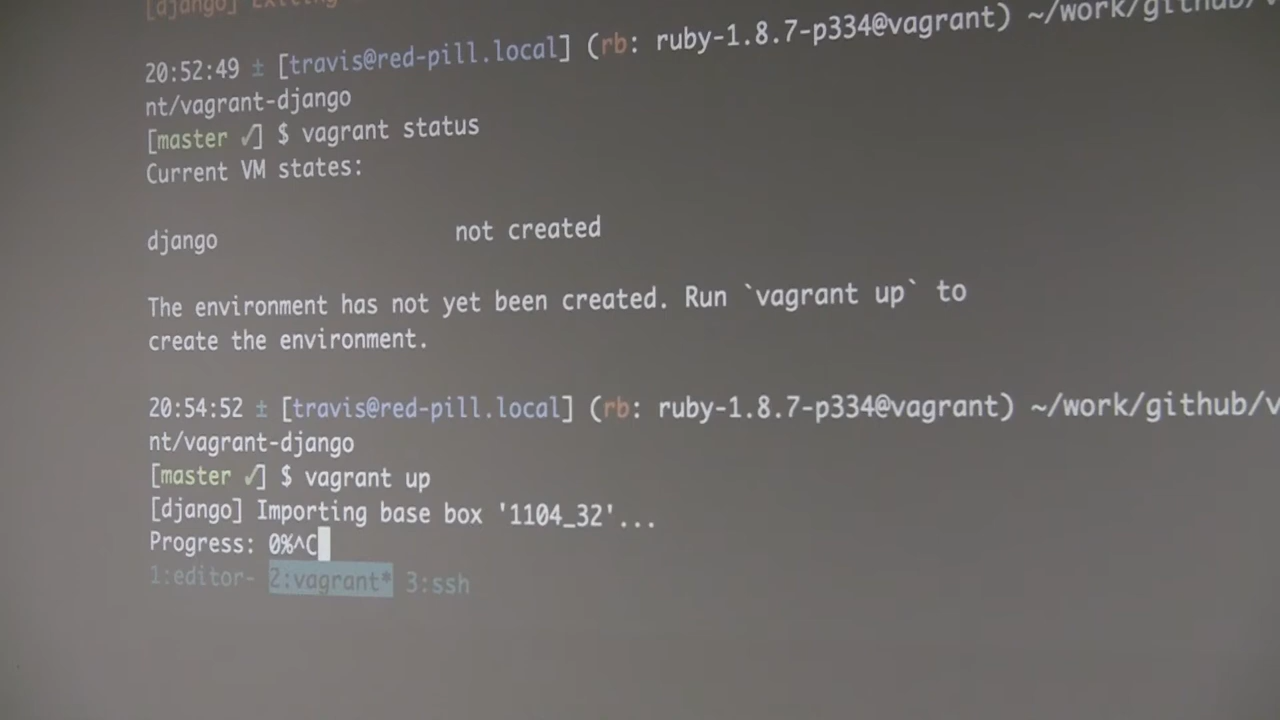 [django]
20:52:49 ± [travis@red-pill.local] (rb: ruby-1.8.7-p334@vagrant) ~/work/github/v
nt/vagrant-django
[master ✓] $ vagrant status
Current VM states:
django not created
The environment has not yet been created. Run `vagrant up` to
create the environment.
20:54:52 ± [travis@red-pill.local] (rb: ruby-1.8.7-p334@vagrant) ~/work/github/v
nt/vagrant-django
[master ✓] $ vagrant up
[django] Importing base box '1104_32'...
Progress: 0%^C
1:editor- 2:vagrant* 3:ssh